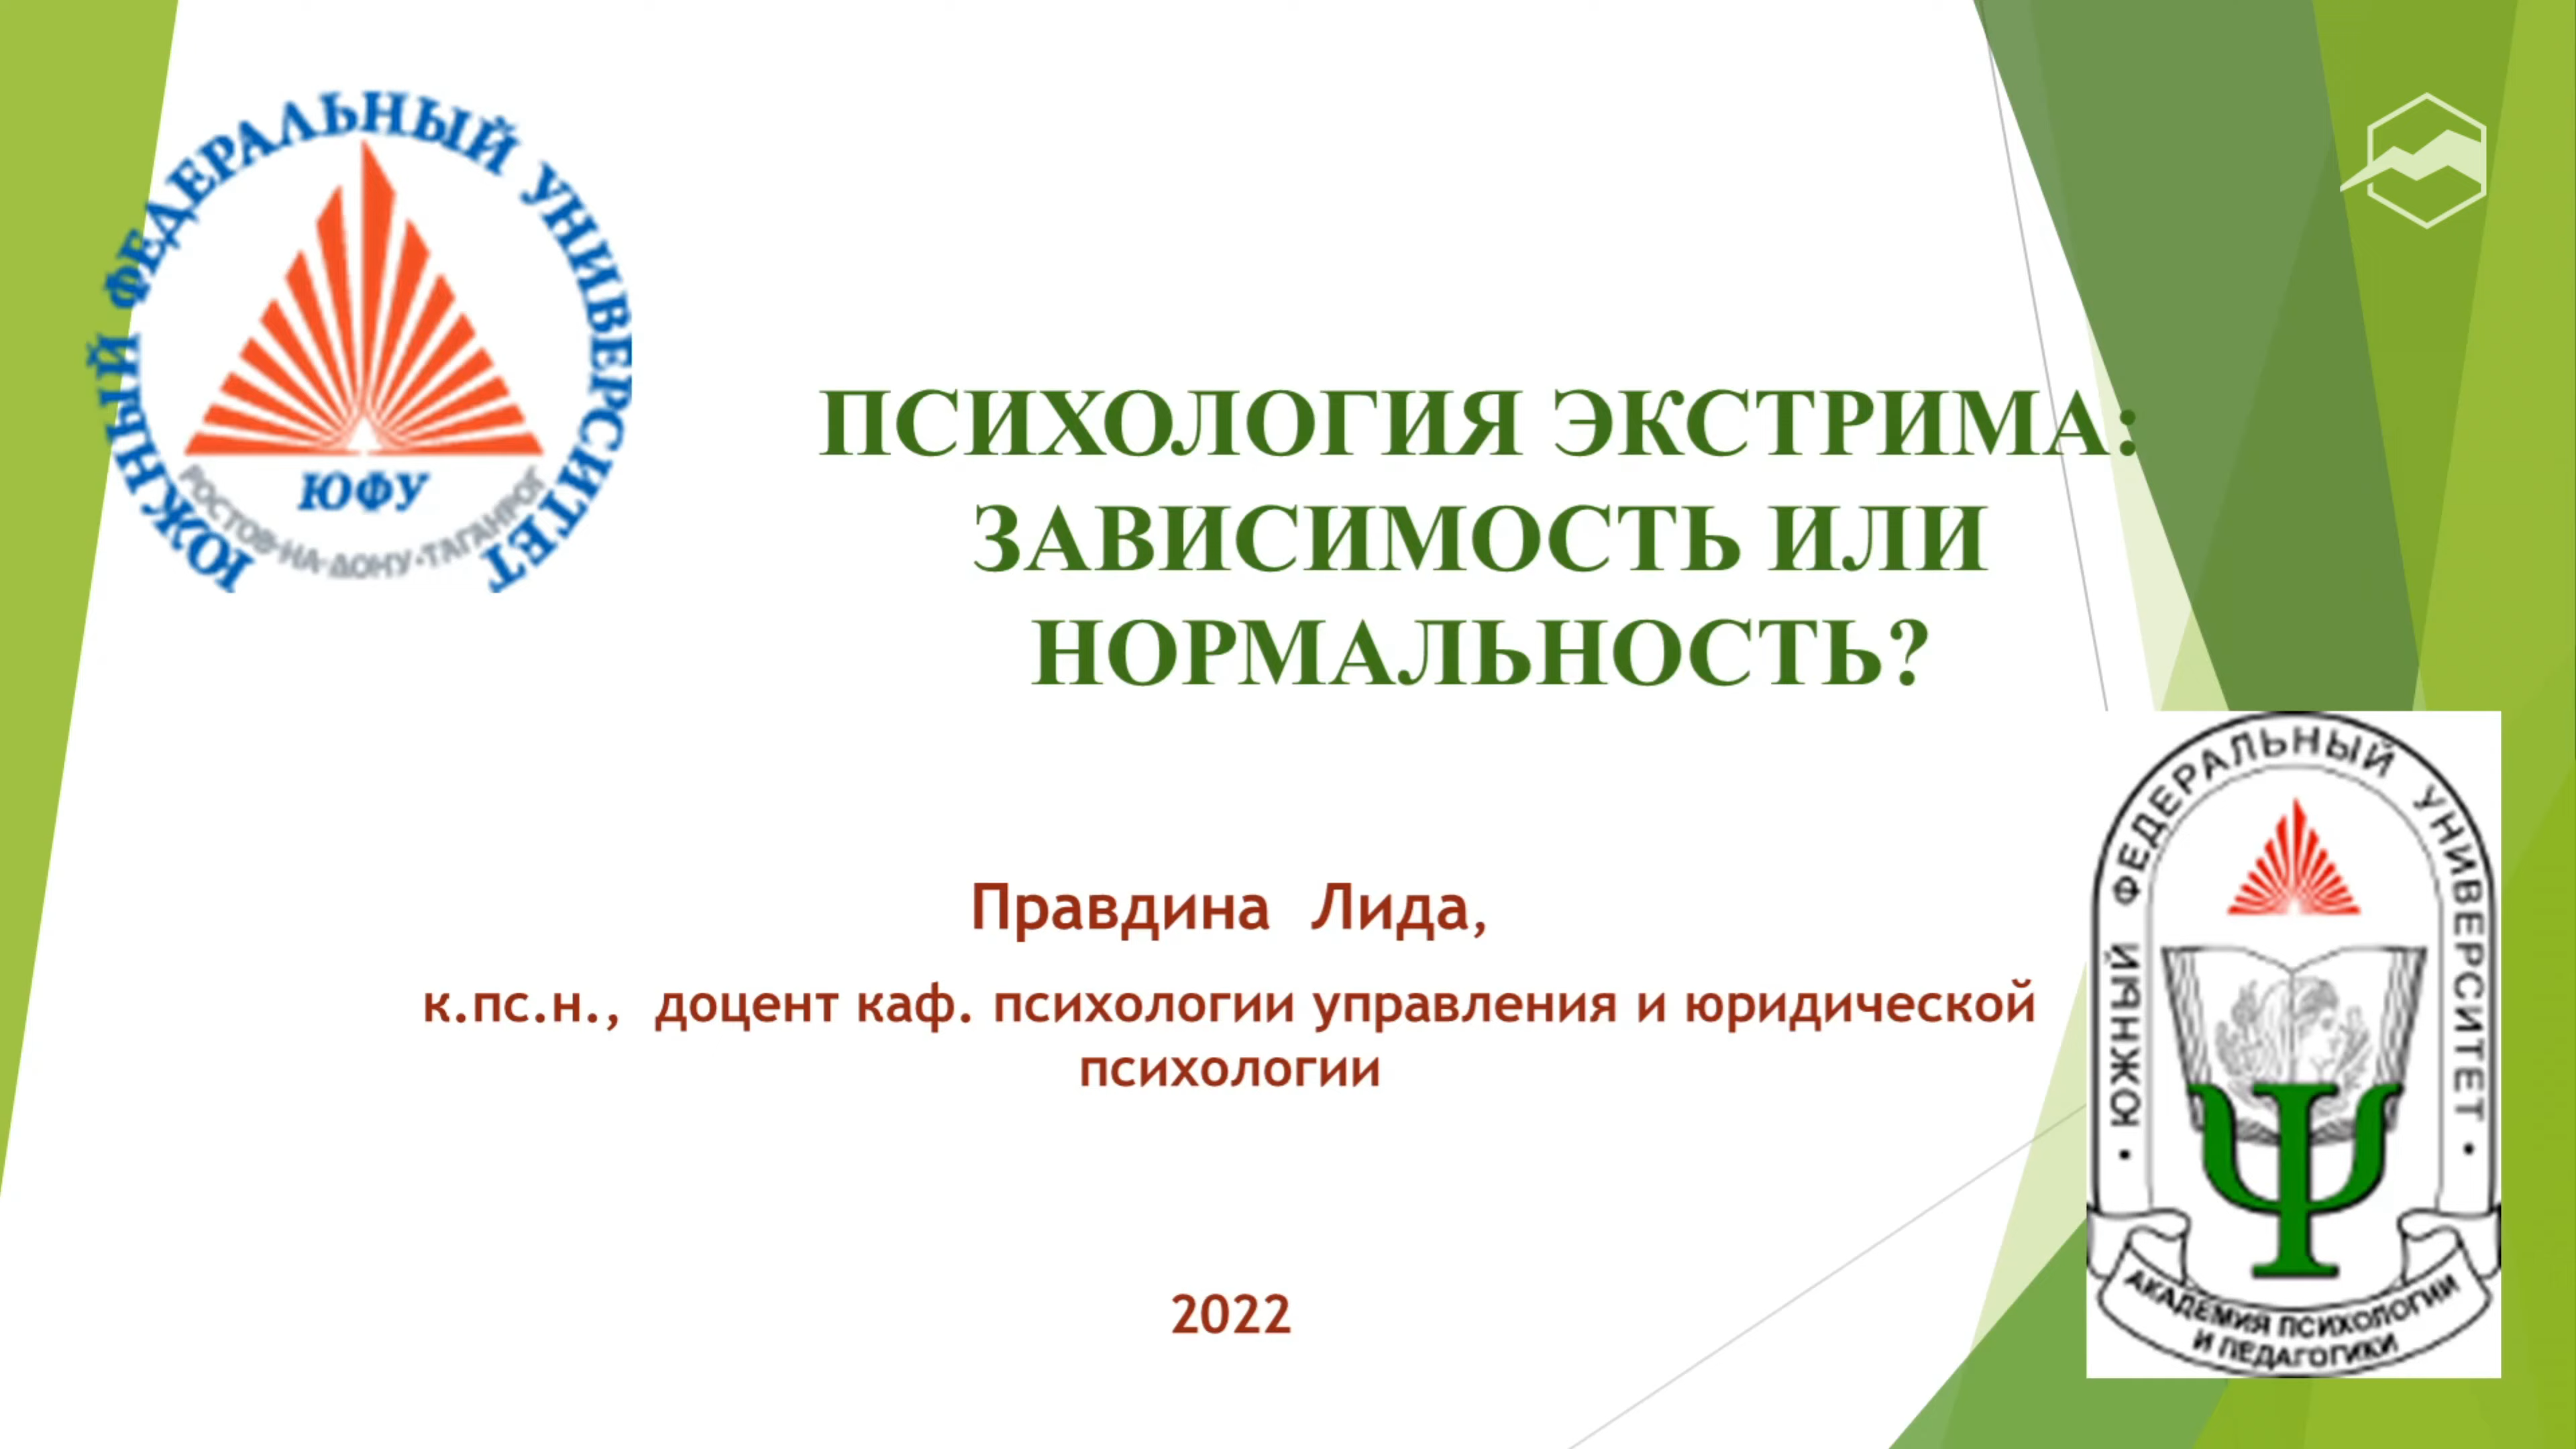 ЮЖНЫЙ ФЕДЕРАЛЬНЫЙ УНИВЕРСИТЕТ
ЮФУ
РОСТОВ-НА-ДОНУ·ТАГАНРОГ
ПСИХОЛОГИЯ ЭКСТРИМА:
ЗАВИСИМОСТЬ ИЛИ
НОРМАЛЬНОСТЬ?
Правдина Лида,
к.пс.н., доцент каф. психологии управления и юридической
психологии
2022
• ЮЖНЫЙ ФЕДЕРАЛЬНЫЙ УНИВЕРСИТЕТ •
АКАДЕМИЯ ПСИХОЛОГИИ
И ПЕДАГОГИКИ